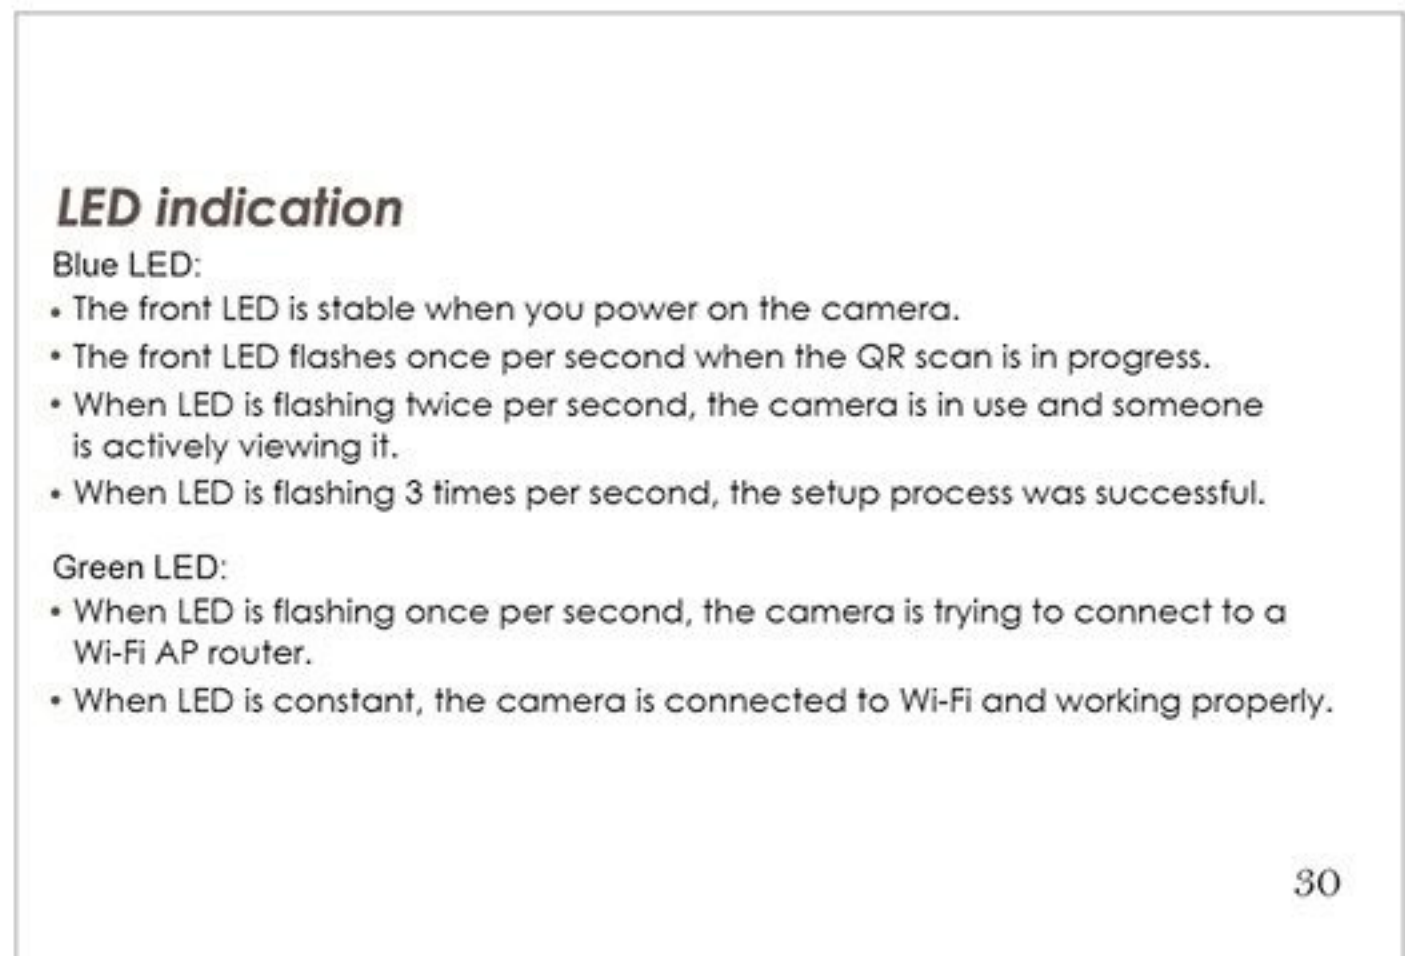 LED indication
Blue LED:
• The front LED is stable when you power on the camera.
• The front LED flashes once per second when the QR scan is in progress.
• When LED is flashing twice per second, the camera is in use and someone
is actively viewing it.
• When LED is flashing 3 times per second, the setup process was successful.
Green LED:
• When LED is flashing once per second, the camera is trying to connect to a
Wi-Fi AP router.
• When LED is constant, the camera is connected to Wi-Fi and working properly.
30